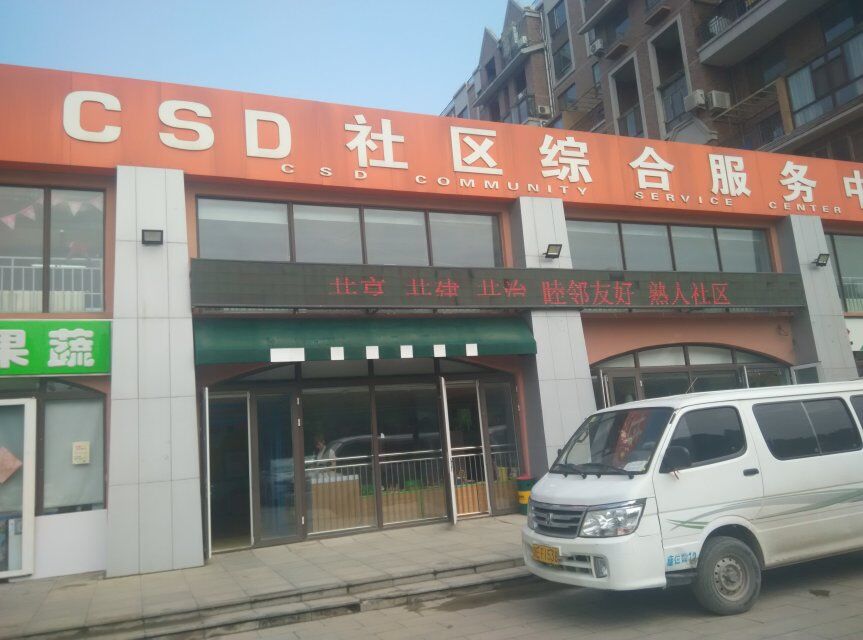 CSD 社区综合服务中
CSD COMMUNITY SERVICE CENTER
共享 共建 共治 睦邻友好 熟人社区
果蔬